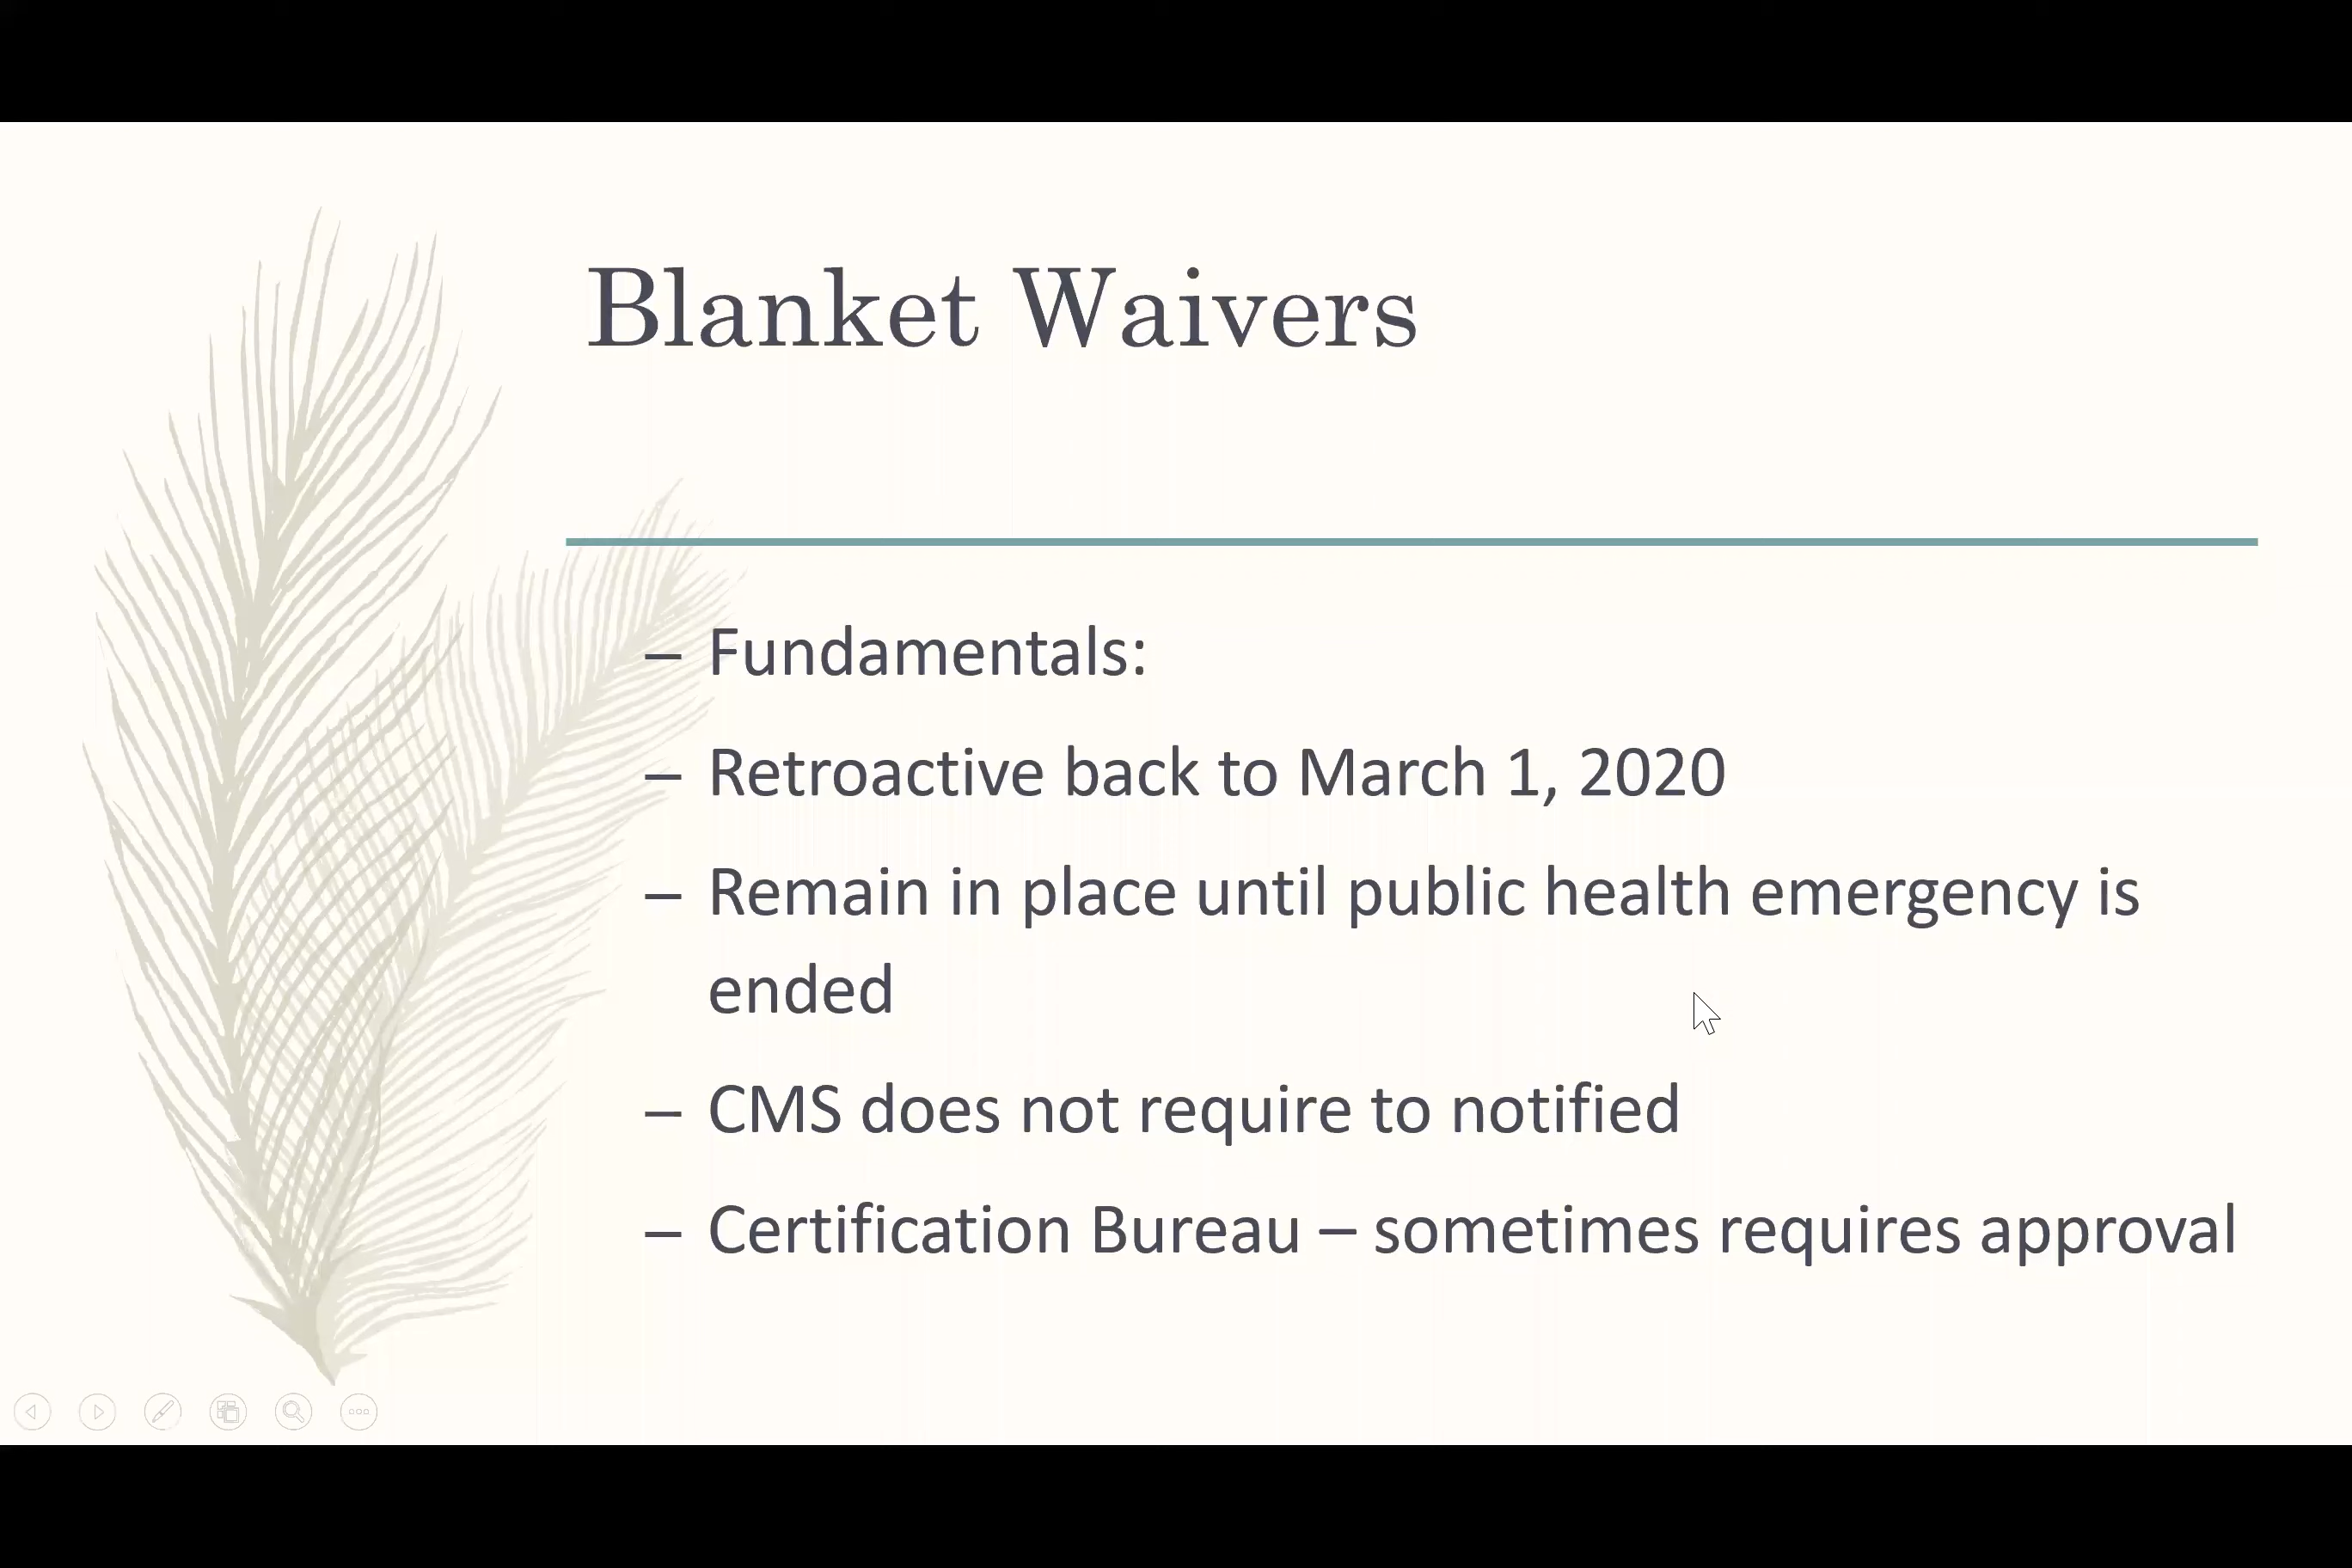 Blanket Waivers
– Fundamentals:
– Retroactive back to March 1, 2020
– Remain in place until public health emergency is
ended
– CMS does not require to notified
– Certification Bureau – sometimes requires approval